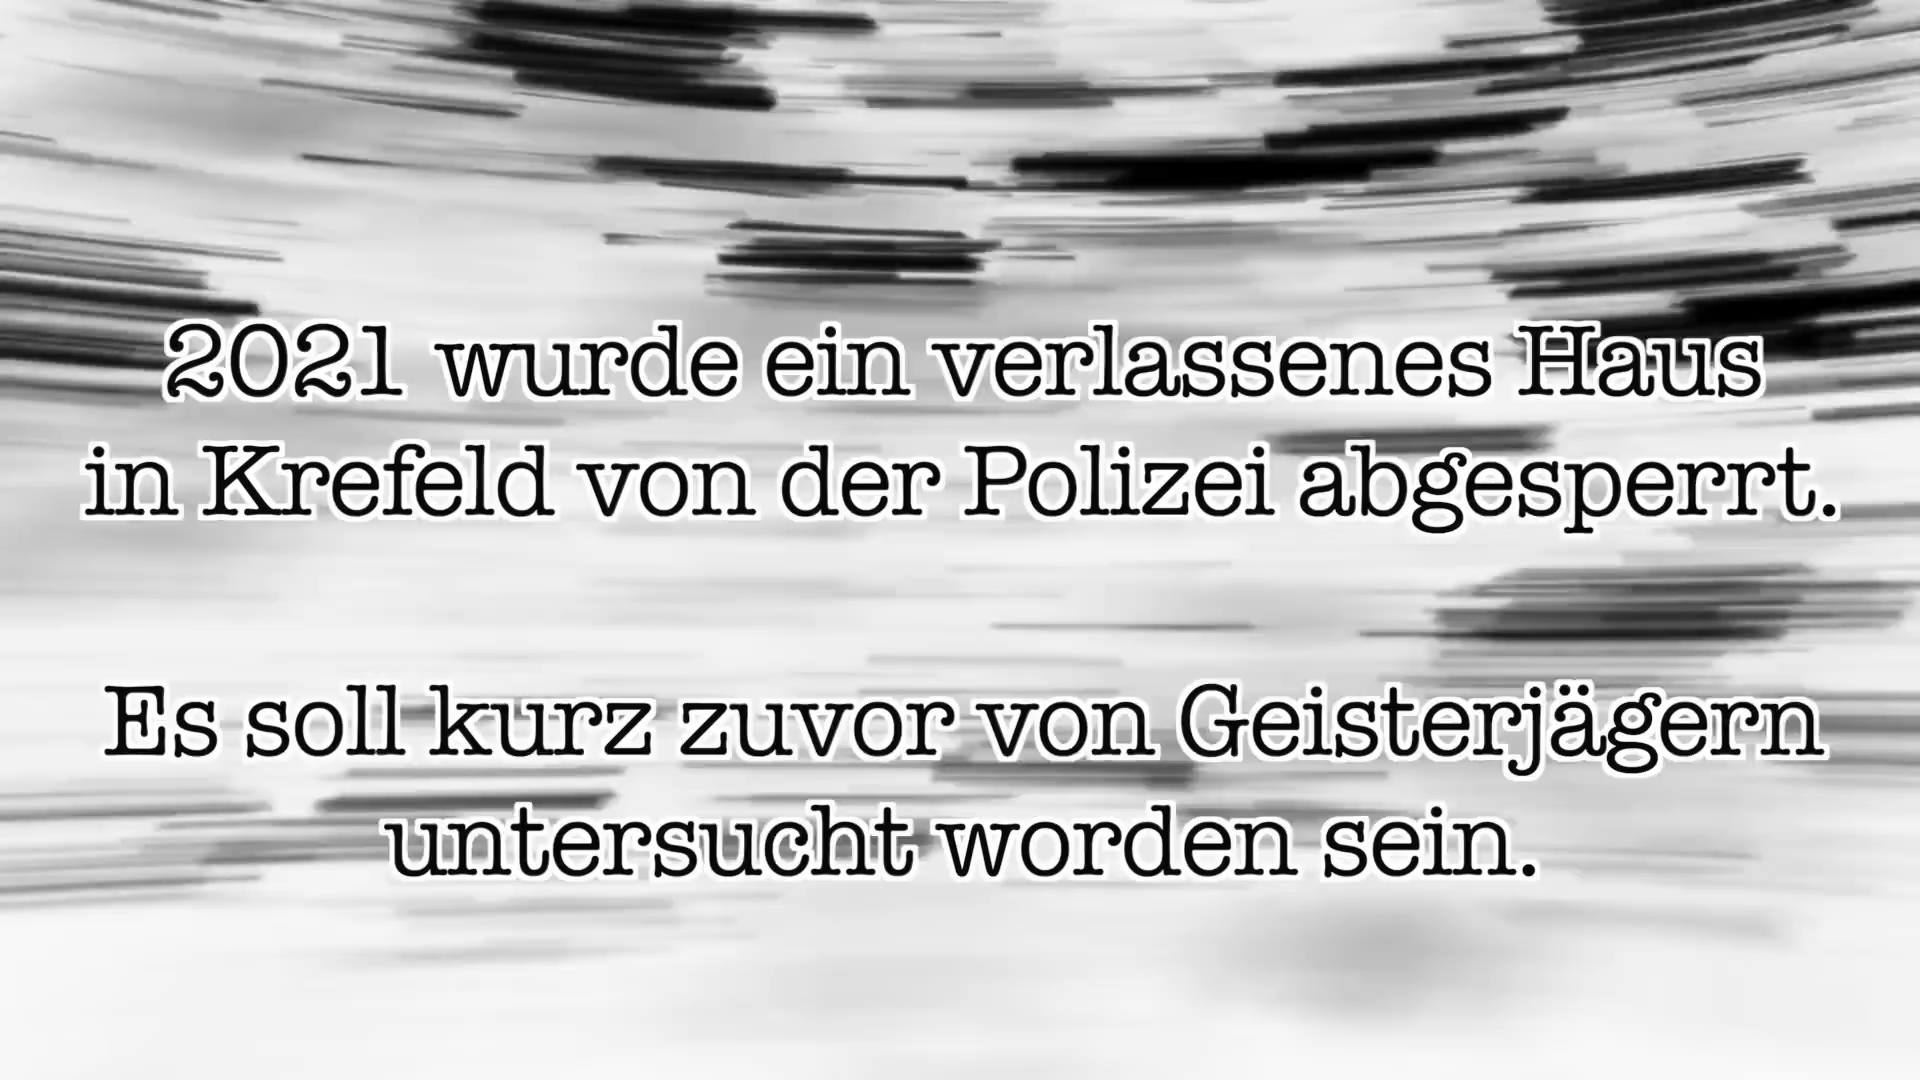 2021 wurde ein verlassenes Haus
in Krefeld von der Polizei abgesperrt.
Es soll kurz zuvor von Geisterjägern
untersucht worden sein.